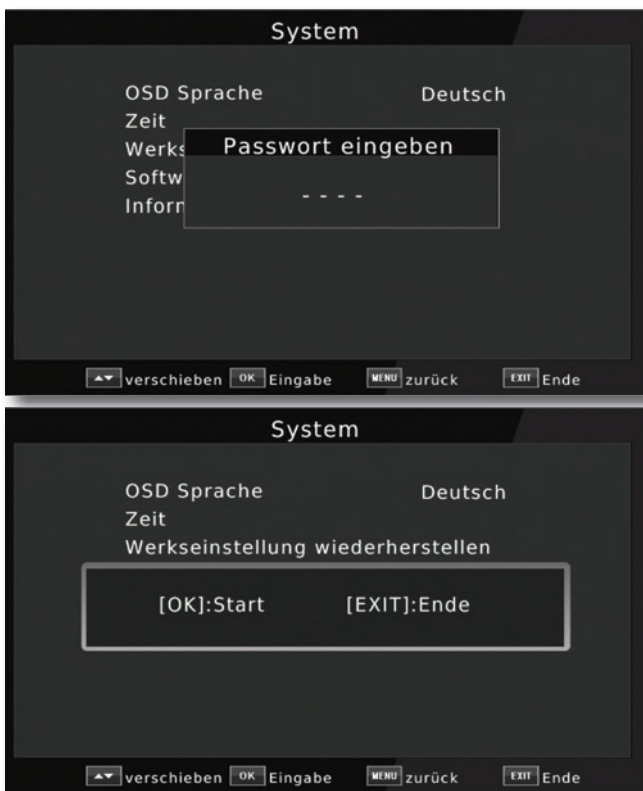 System
OSD Sprache Deutsch
Zeit
Werks
Passwort eingeben
Softw
- - - -
Inforn
verschieben OK Eingabe MENU zurück EXIT Ende
System
OSD Sprache Deutsch
Zeit
Werkseinstellung wiederherstellen
[OK]:Start [EXIT]:Ende
verschieben OK Eingabe MENU zurück EXIT Ende